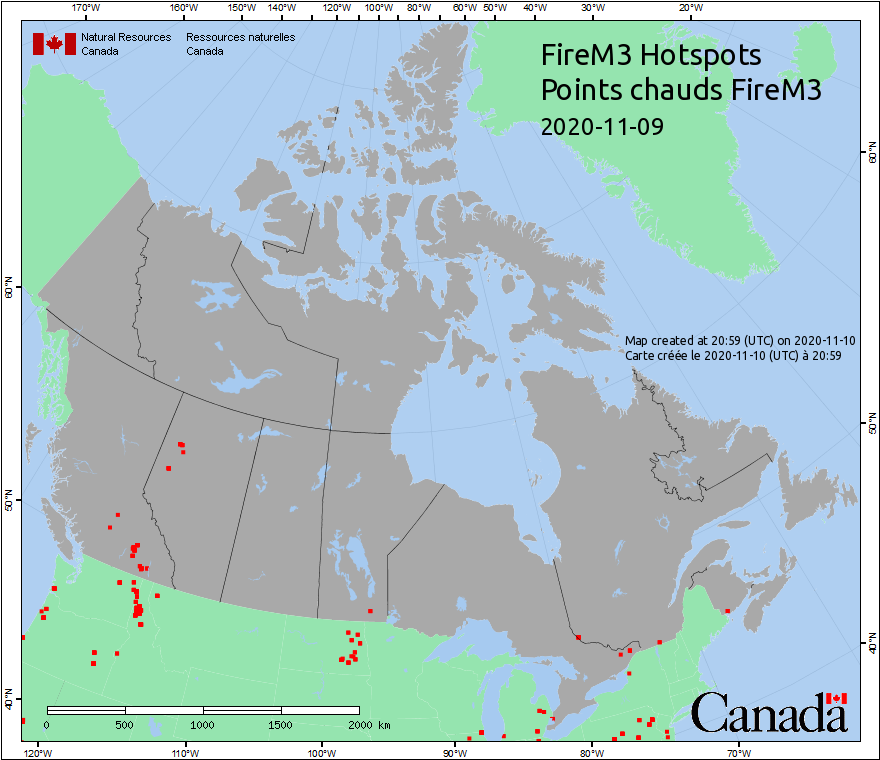 170°W 160°W 150°W 140°W 120°W 100°W 80°W 60°W 50°W 40°W 30°W 20°W
Natural Resources Canada
Ressources naturelles Canada
FireM3 Hotspots
Points chauds FireM3
2020-11-09
60°N
60°N
Map created at 20:59 (UTC) on 2020-11-10
Carte créée le 2020-11-10 (UTC) à 20:59
50°N
50°N
40°N
40°N
Canada
0 500 1000 1500 2000 km
120°W 110°W 100°W 90°W 80°W 70°W